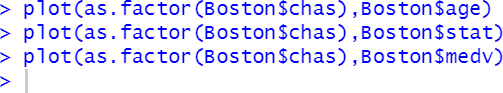 > plot(as.factor(Boston$chas),Boston$age)
> plot(as.factor(Boston$chas),Boston$stat)
> plot(as.factor(Boston$chas),Boston$medv)
>